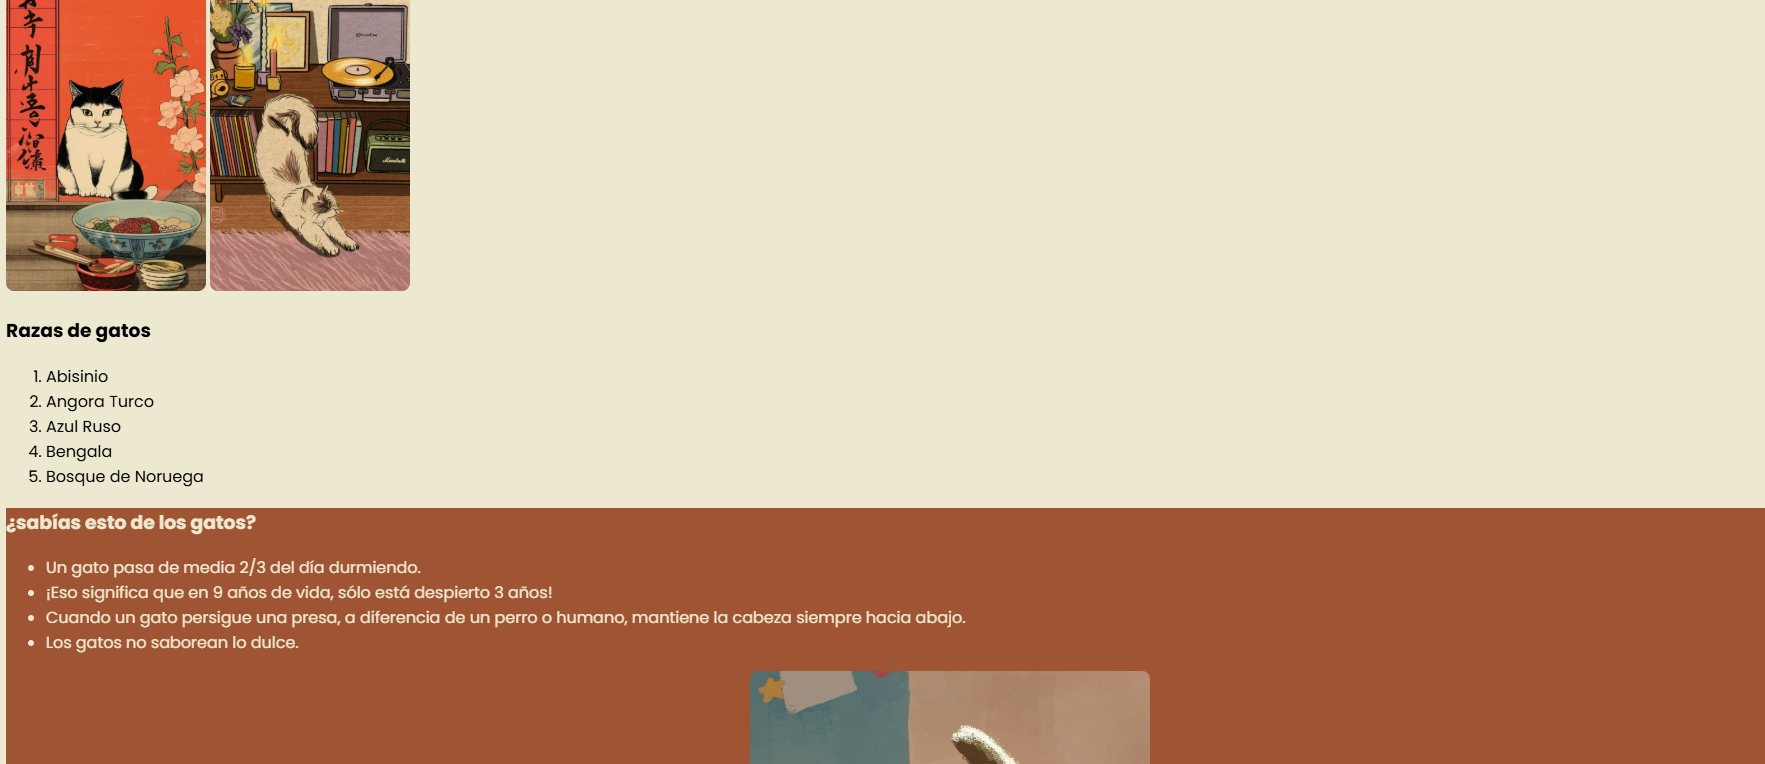 Marshall
Razas de gatos
1. Abisinio
2. Angora Turco
3. Azul Ruso
4. Bengala
5. Bosque de Noruega
¿sabías esto de los gatos?
• Un gato pasa de media 2/3 del día durmiendo.
• ¡Eso significa que en 9 años de vida, sólo está despierto 3 años!
• Cuando un gato persigue una presa, a diferencia de un perro o humano, mantiene la cabeza siempre hacia abajo.
• Los gatos no saborean lo dulce.